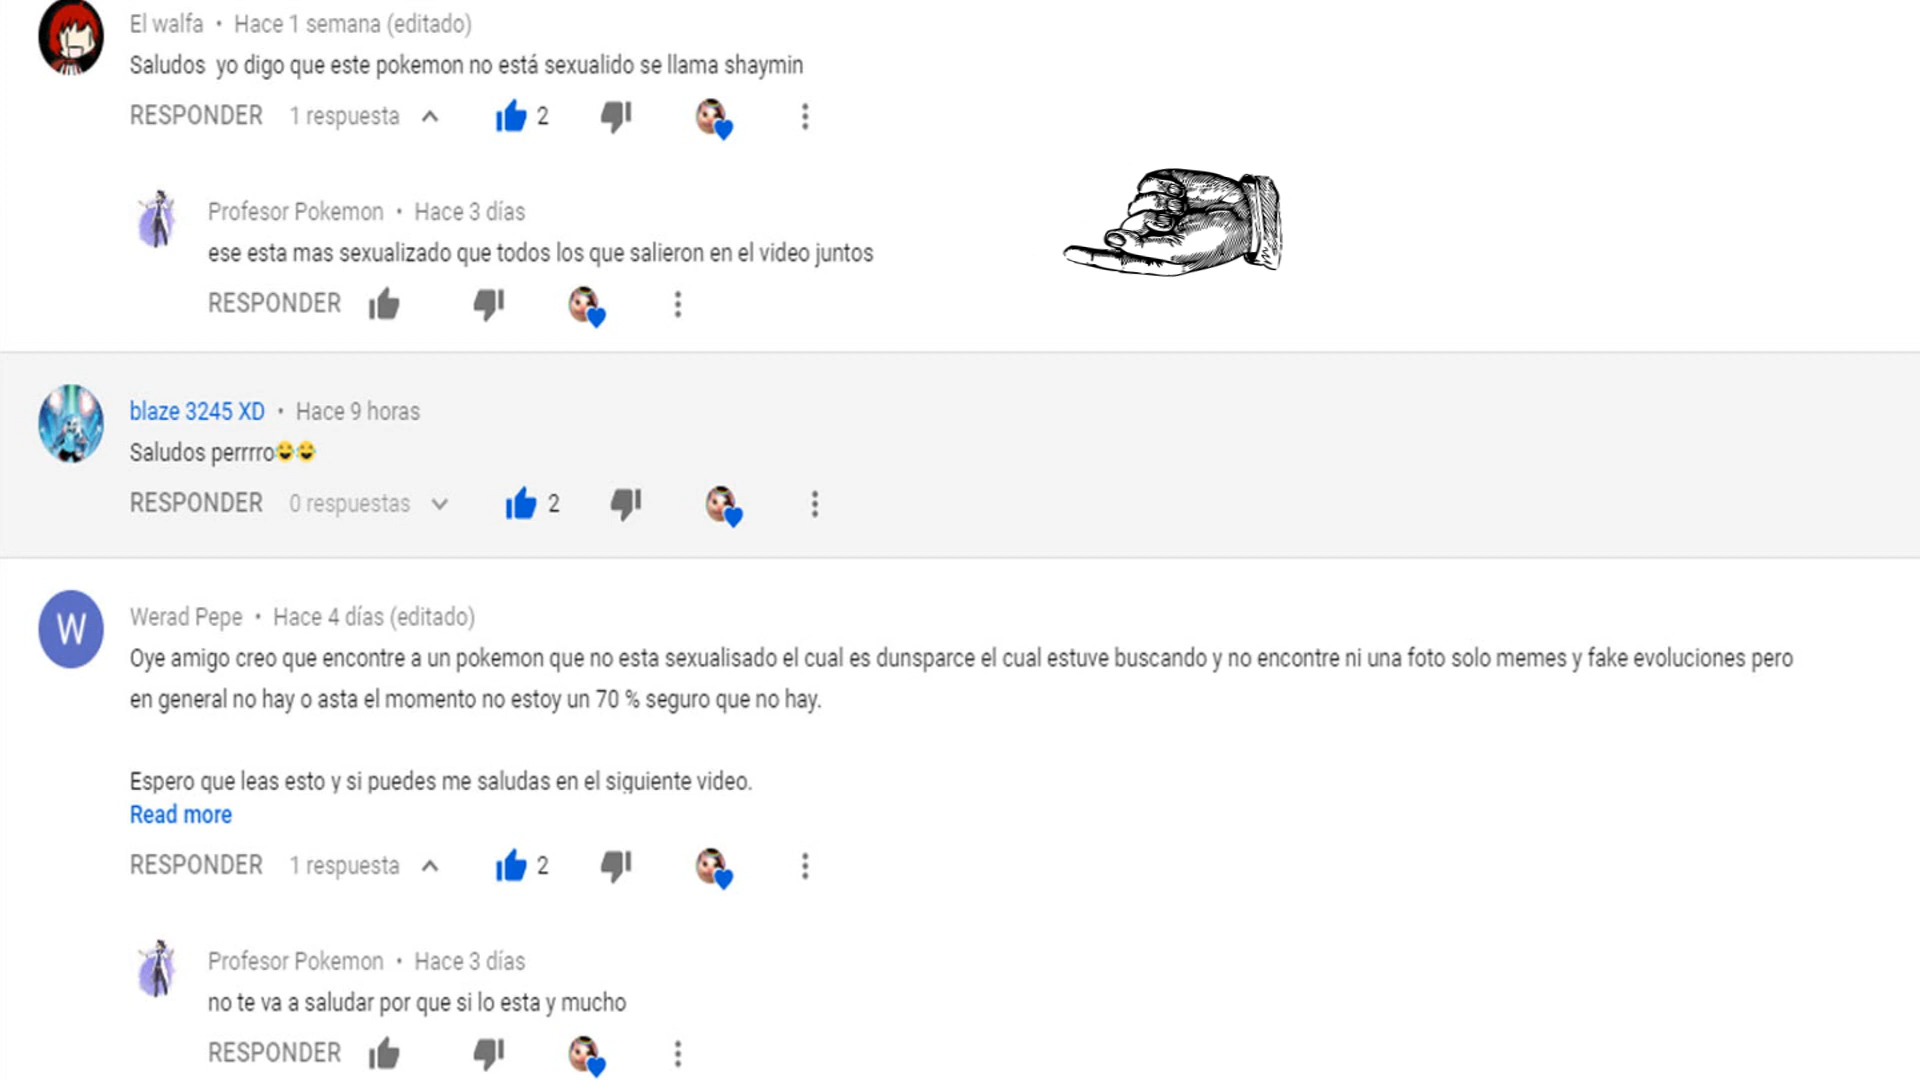 El walfa • Hace 1 semana (editado)
Saludos yo digo que este pokemon no está sexualido se llama shaymin
RESPONDER 1 respuesta 2
Profesor Pokemon • Hace 3 días
ese esta mas sexualizado que todos los que salieron en el video juntos
RESPONDER
blaze 3245 XD • Hace 9 horas
Saludos perrrro😂😂
RESPONDER 0 respuestas 2
W
Werad Pepe • Hace 4 días (editado)
Oye amigo creo que encontre a un pokemon que no esta sexualisado el cual es dunsparce el cual estuve buscando y no encontre ni una foto solo memes y fake evoluciones pero
en general no hay o asta el momento no estoy un 70 % seguro que no hay.
Espero que leas esto y si puedes me saludas en el siguiente video.
Read more
RESPONDER 1 respuesta 2
Profesor Pokemon • Hace 3 días
no te va a saludar por que si lo esta y mucho
RESPONDER